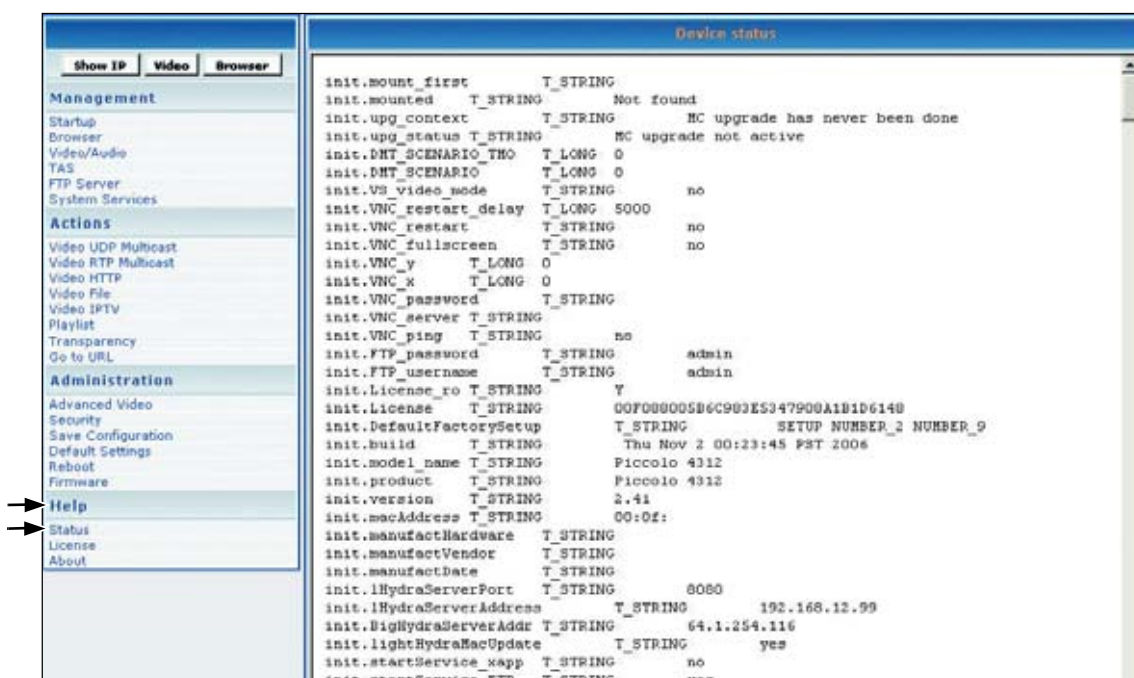 Device status
Show IP Video Browser
Management
Startup
Browser
Video/Audio
TAS
FTP Server
System Services
Actions
Video UDP Multicast
Video RTP Multicast
Video HTTP
Video File
Video IPTV
Playlist
Transparency
Go to URL
Administration
Advanced Video
Security
Save Configuration
Default Settings
Reboot
Firmware
Help
Status
License
About
init.mount_first T_STRING
init.mounted T_STRING Not found
init.upg_context T_STRING MC upgrade has never been done
init.upg_status T_STRING MC upgrade not active
init.DMT_SCENARIO_TMO T_LONG 0
init.DMT_SCENARIO T_LONG 0
init.VS_video_mode T_STRING no
init.VNC_restart_delay T_LONG 5000
init.VNC_restart T_STRING no
init.VNC_fullscreen T_STRING no
init.VNC_y T_LONG 0
init.VNC_x T_LONG 0
init.VNC_password T_STRING
init.VNC_server T_STRING
init.VNC_ping T_STRING no
init.FTP_password T_STRING admin
init.FTP_username T_STRING admin
init.License_ro T_STRING Y
init.License T_STRING
init.DefaultFactorySetup T_STRING SETUP NUMBER_2 NUMBER_9
init.build T_STRING Thu Nov 2 00:23:45 PST 2006
init.model_name T_STRING Piccolo 4312
init.product T_STRING Piccolo 4312
init.version T_STRING 2.41
init.macAddress T_STRING 00:0f:
init.manufactHardware T_STRING
init.manufactVendor T_STRING
init.manufactDate T_STRING
init.lHydraServerPort T_STRING 8080
init.lHydraServerAddress T_STRING 192.168.12.99
init.BigHydraServerAddr T_STRING 64.1.254.116
init.lightHydraMacUpdate T_STRING yes
init.startService_xapp T_STRING no